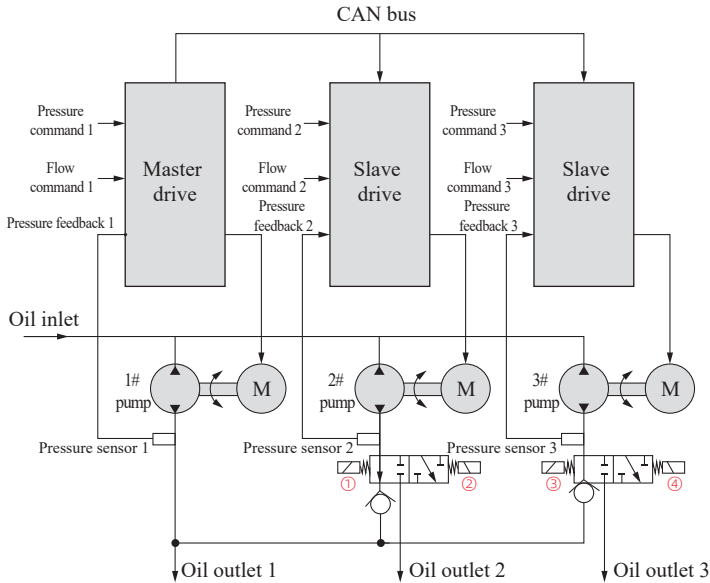 CAN bus
Pressure
command 1
Flow
command 1
Pressure feedback 1
Master
drive
Pressure
command 2
Flow
command 2
Pressure
feedback 2
Slave
drive
Pressure
command 3
Flow
command 3
Pressure
feedback 3
Slave
drive
Oil inlet
1#
pump
M
2#
pump
M
3#
pump
M
Pressure sensor 1
Pressure sensor 2
Pressure sensor 3
①
②
③
④
Oil outlet 1
Oil outlet 2
Oil outlet 3